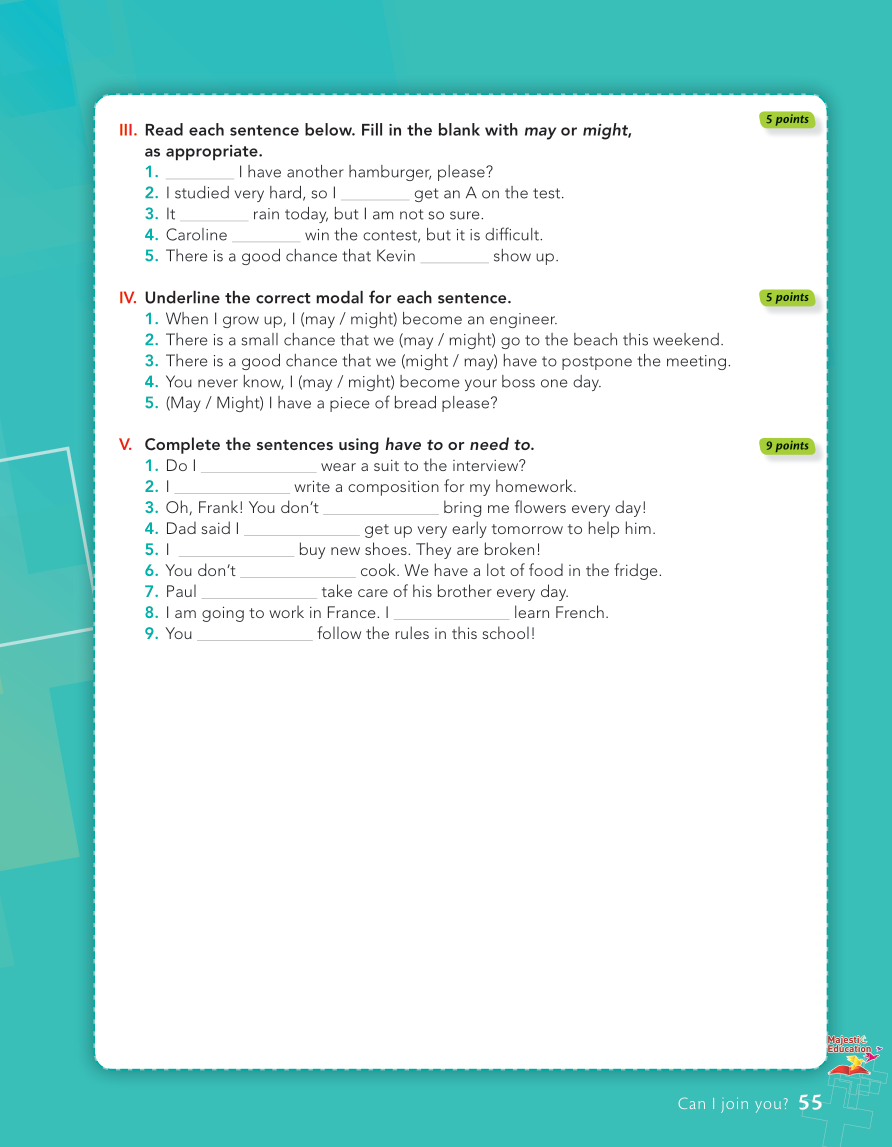 5 points
III. Read each sentence below. Fill in the blank with may or might,
as appropriate.
1. ________ I have another hamburger, please?
2. I studied very hard, so I ________ get an A on the test.
3. It ________ rain today, but I am not so sure.
4. Caroline ________ win the contest, but it is difficult.
5. There is a good chance that Kevin ________ show up.
IV. Underline the correct modal for each sentence.
5 points
1. When I grow up, I (may / might) become an engineer.
2. There is a small chance that we (may / might) go to the beach this weekend.
3. There is a good chance that we (might / may) have to postpone the meeting.
4. You never know, I (may / might) become your boss one day.
5. (May / Might) I have a piece of bread please?
V. Complete the sentences using have to or need to.
9 points
1. Do I ______________ wear a suit to the interview?
2. I ______________ write a composition for my homework.
3. Oh, Frank! You don't ______________ bring me flowers every day!
4. Dad said I ______________ get up very early tomorrow to help him.
5. I ______________ buy new shoes. They are broken!
6. You don't ______________ cook. We have a lot of food in the fridge.
7. Paul ______________ take care of his brother every day.
8. I am going to work in France. I ______________ learn French.
9. You ______________ follow the rules in this school!
Majestic
Education
Can I join you? 55